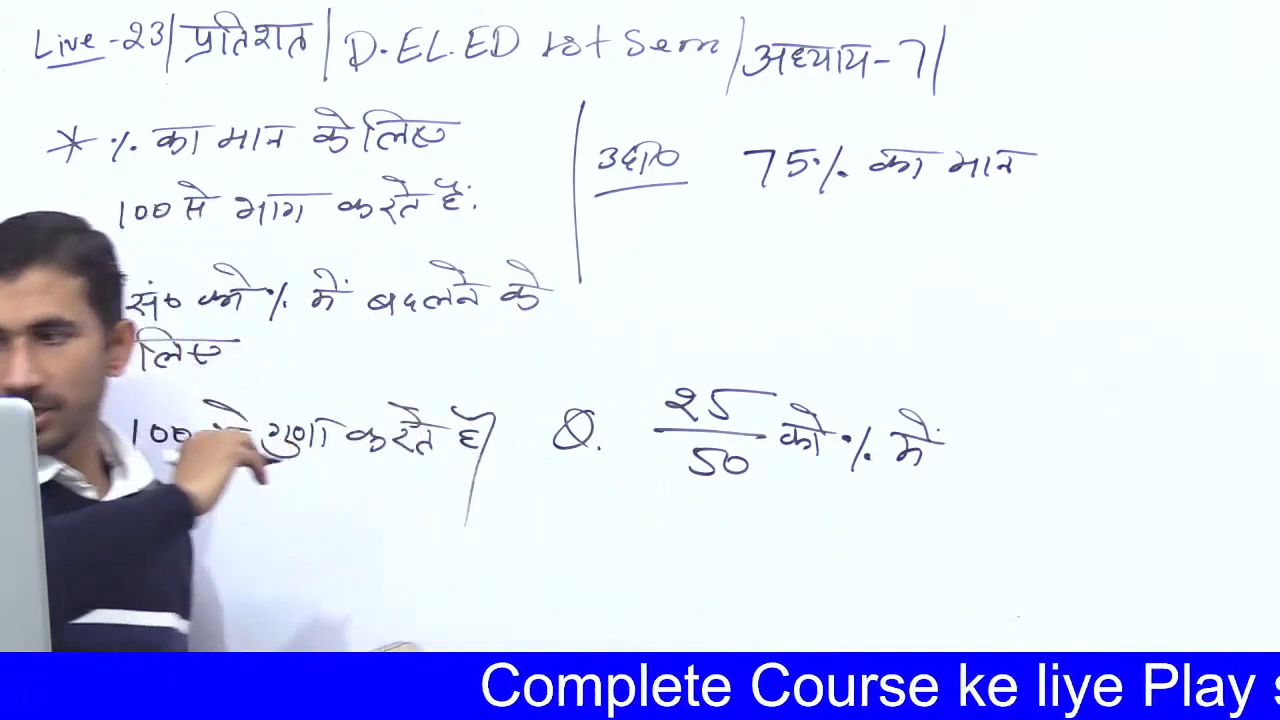 Live-23/प्रतिशत/D.EL.ED 1st Sem/अध्याय-7/
* % का मान के लिए
100 से भाग करते हैं.
सं० को % में बदलने के
लिए
100 से गुणा करते हैं/
उदा० 75% का मान
Q. 25/50 को % में
Complete Course ke liye Play